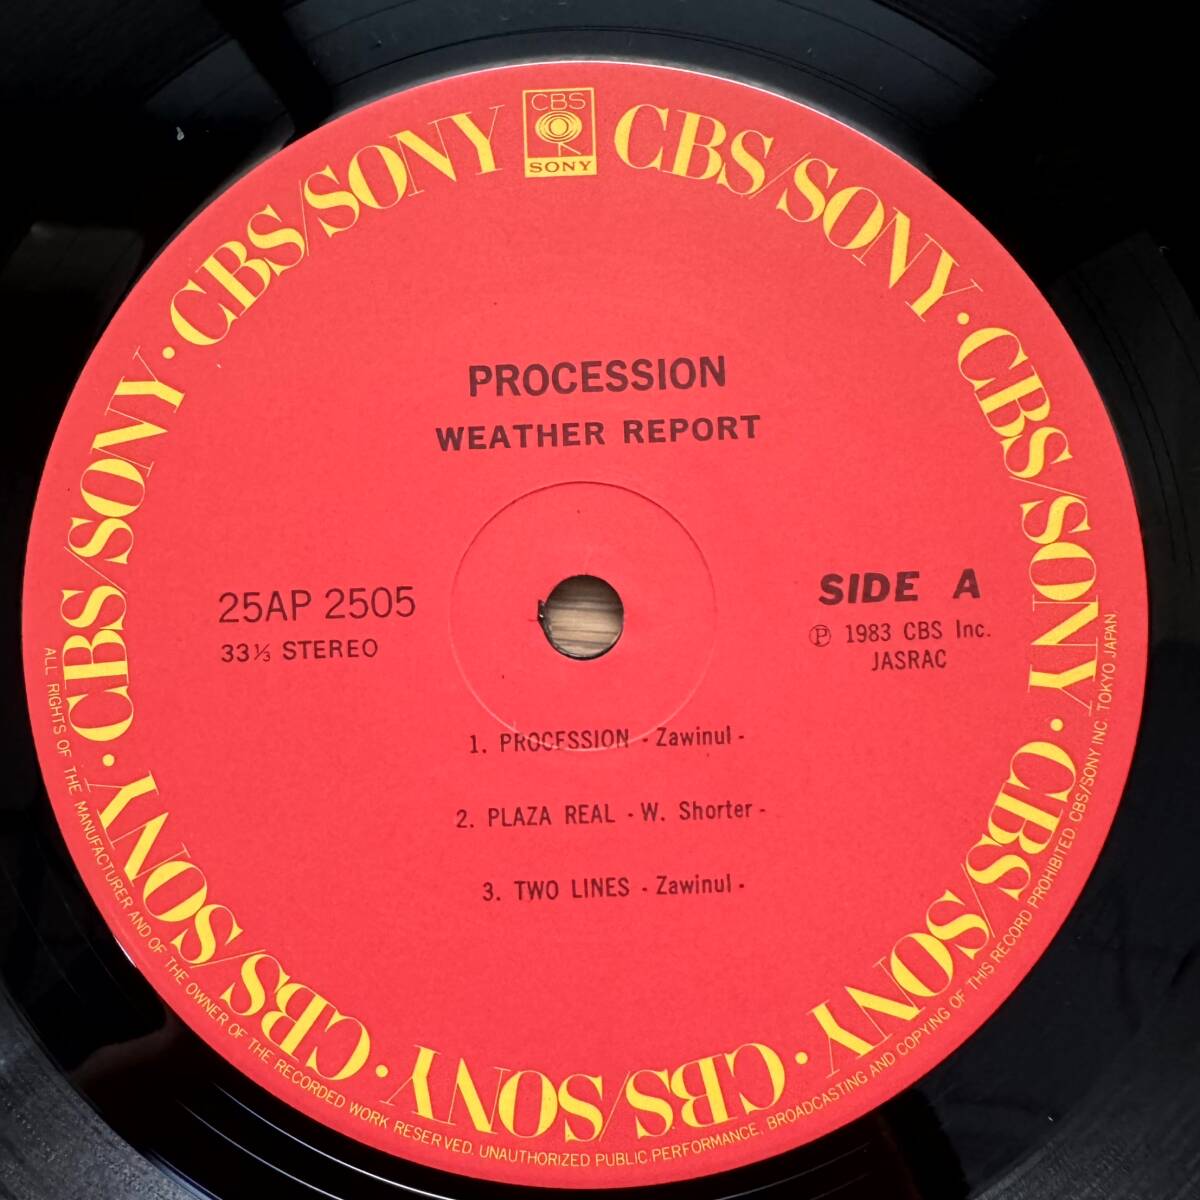 CBS
SONY
CBS/SONY · CBS/SONY · CBS/SONY · CBS/SONY · CBS/SONY · CBS/SONY · CBS/SONY · CBS/SONY
PROCESSION
WEATHER REPORT
25AP 2505
33⅓ STEREO
SIDE A
Ⓟ 1983 CBS Inc.
JASRAC
1. PROCESSION - Zawinul -
2. PLAZA REAL - W. Shorter -
3. TWO LINES - Zawinul -
ALL RIGHTS OF THE MANUFACTURER AND OF THE OWNER OF THE RECORDED WORK RESERVED. UNAUTHORIZED PUBLIC PERFORMANCE, BROADCASTING AND COPYING OF THIS RECORD PROHIBITED CBS/SONY INC. TOKYO JAPAN